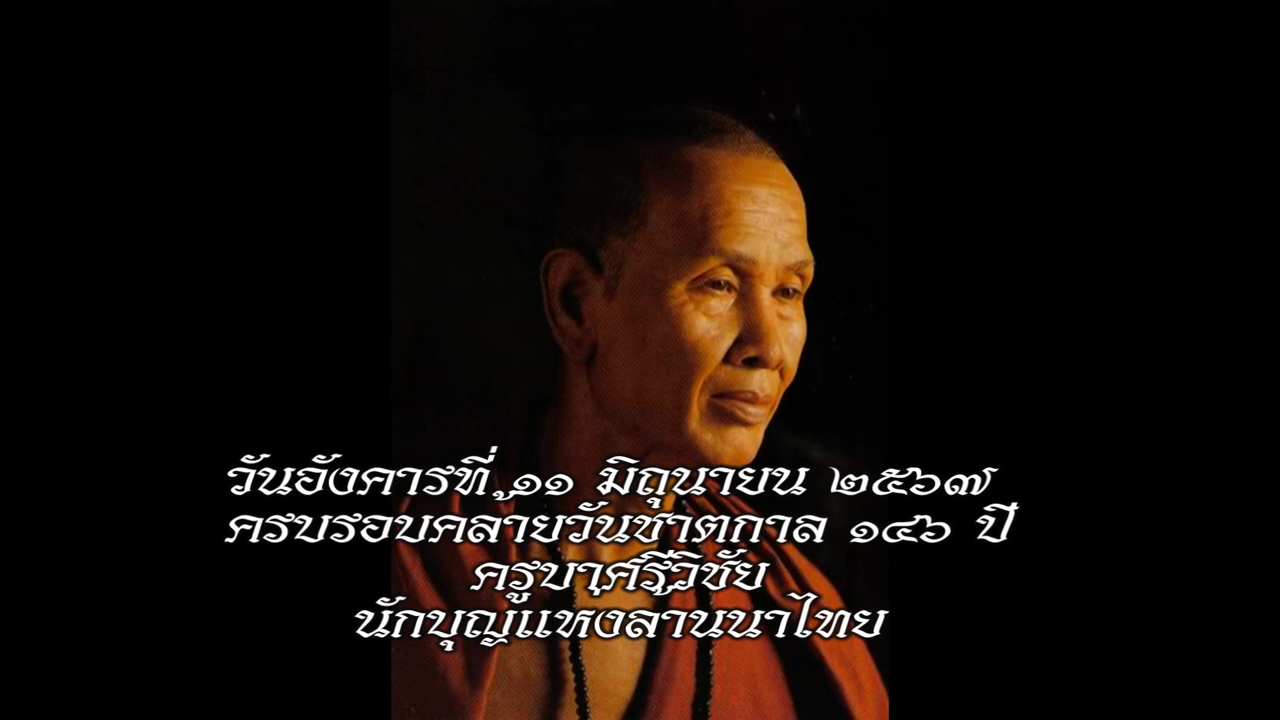 วันอังคารที่ ๑๑ มิถุนายน ๒๕๖๗
ครบรอบคล้ายวันชาตกาล ๑๔๖ ปี
ครูบาศรีวิชัย
นักบุญแห่งลานนาไทย